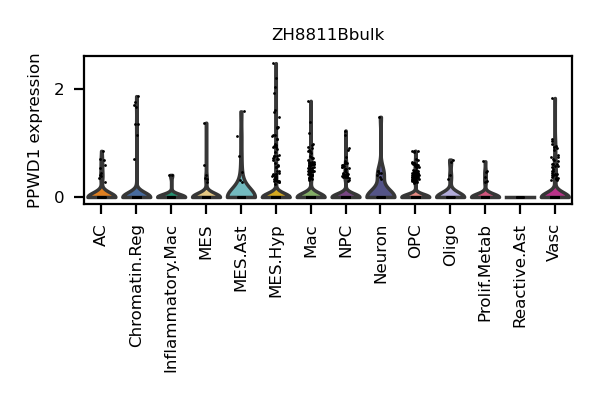 ZH8811Bbulk
PPWD1 expression
2
0
AC
Chromatin.Reg
Inflammatory.Mac
MES
MES.Ast
MES.Hyp
Mac
NPC
Neuron
OPC
Oligo
Prolif.Metab
Reactive.Ast
Vasc